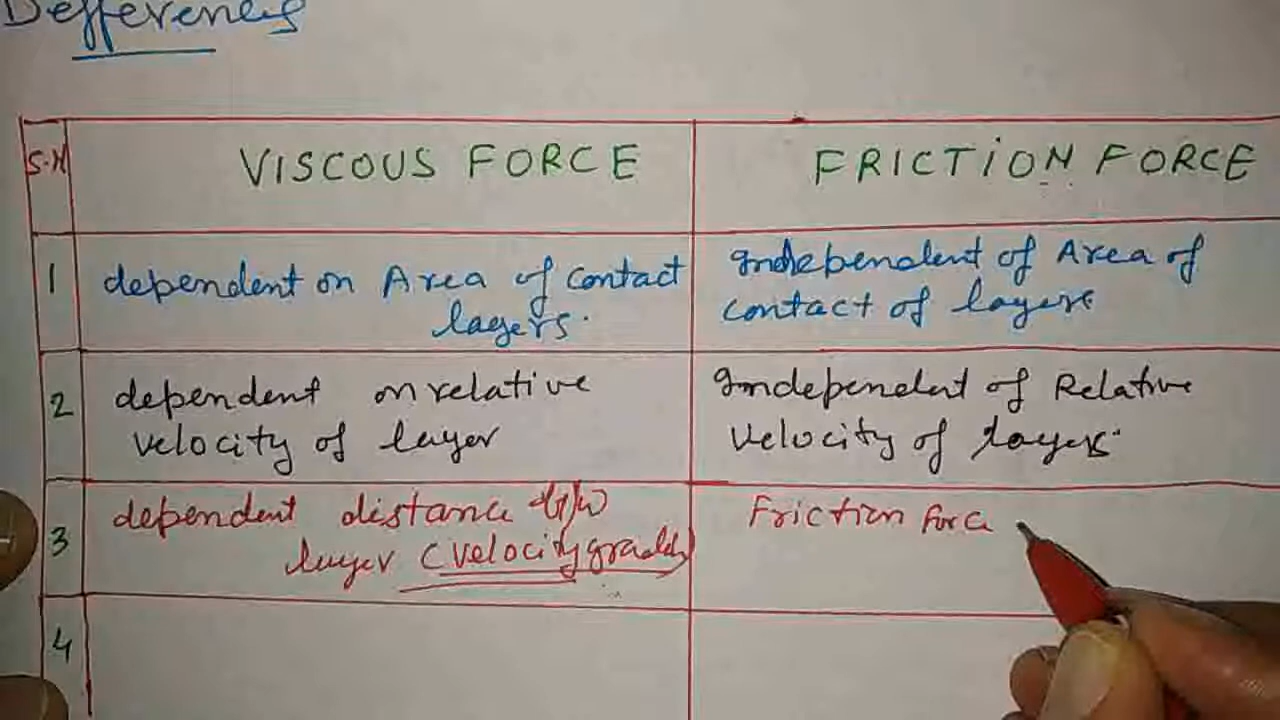 Defferences
S.N
VISCOUS FORCE
FRICTION FORCE
1
dependent on Area of contact
layers.
Independent of Area of
contact of layers
2
dependent on relative
velocity of layer
Independent of Relative
velocity of layers.
3
dependent distance b/w
layer (velocity
Friction force
4